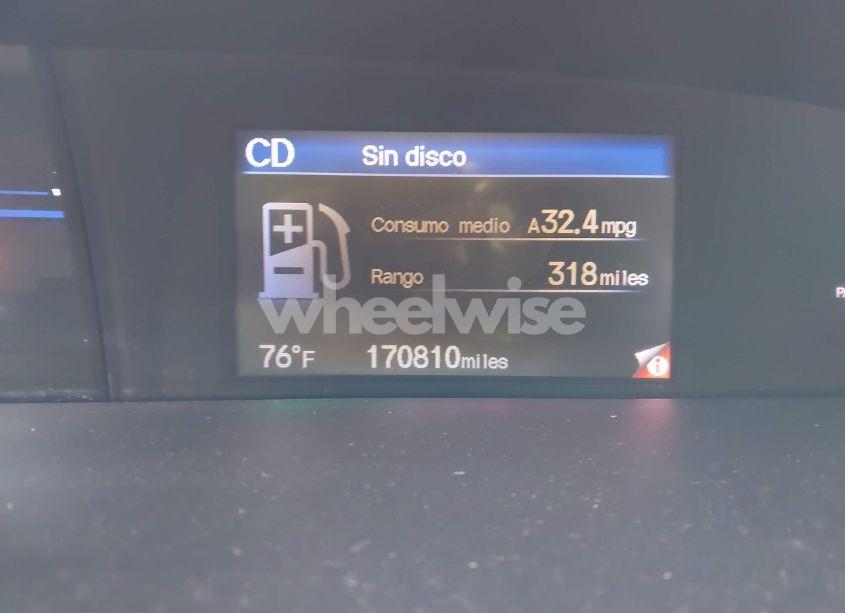 CD Sin disco
Consumo medio A32.4mpg
Rango 318miles
wheelwise
76°F 170810miles